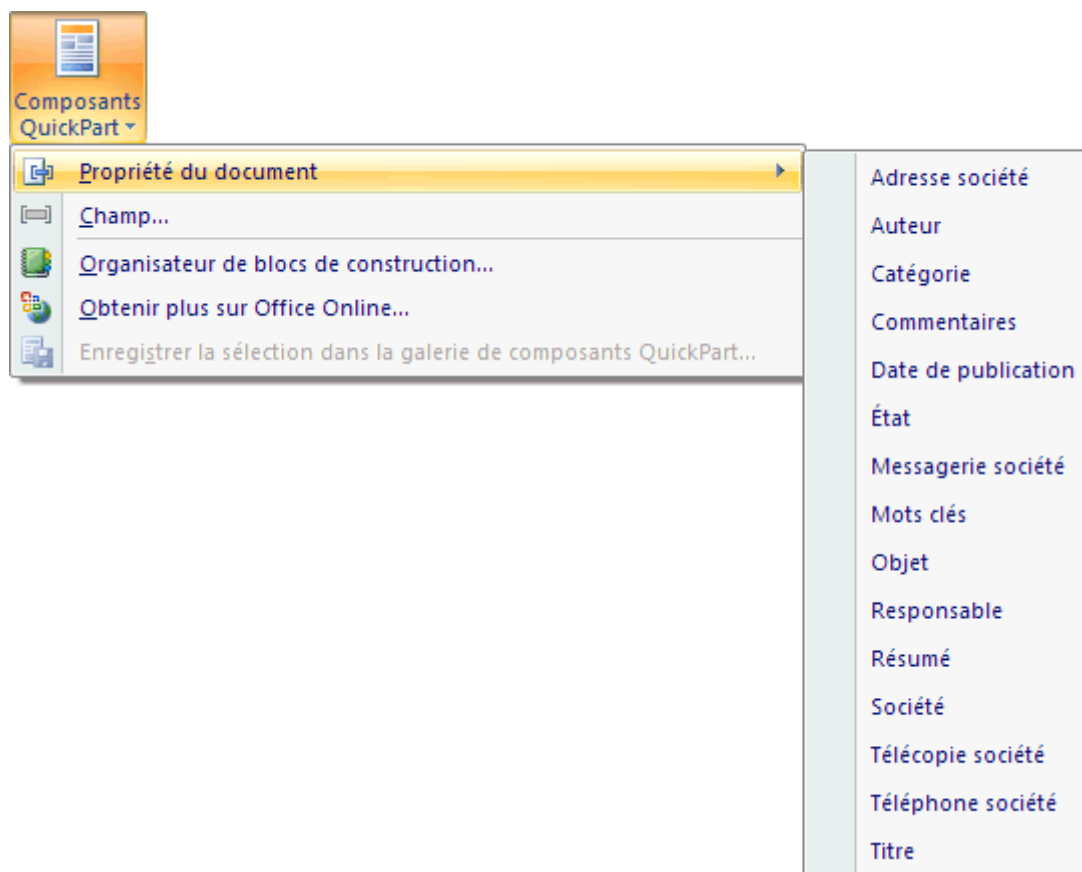 Composants
QuickPart
Propriété du document
Champ...
Organisateur de blocs de construction...
Obtenir plus sur Office Online...
Enregistrer la sélection dans la galerie de composants QuickPart...
Adresse société
Auteur
Catégorie
Commentaires
Date de publication
État
Messagerie société
Mots clés
Objet
Responsable
Résumé
Société
Télécopie société
Téléphone société
Titre